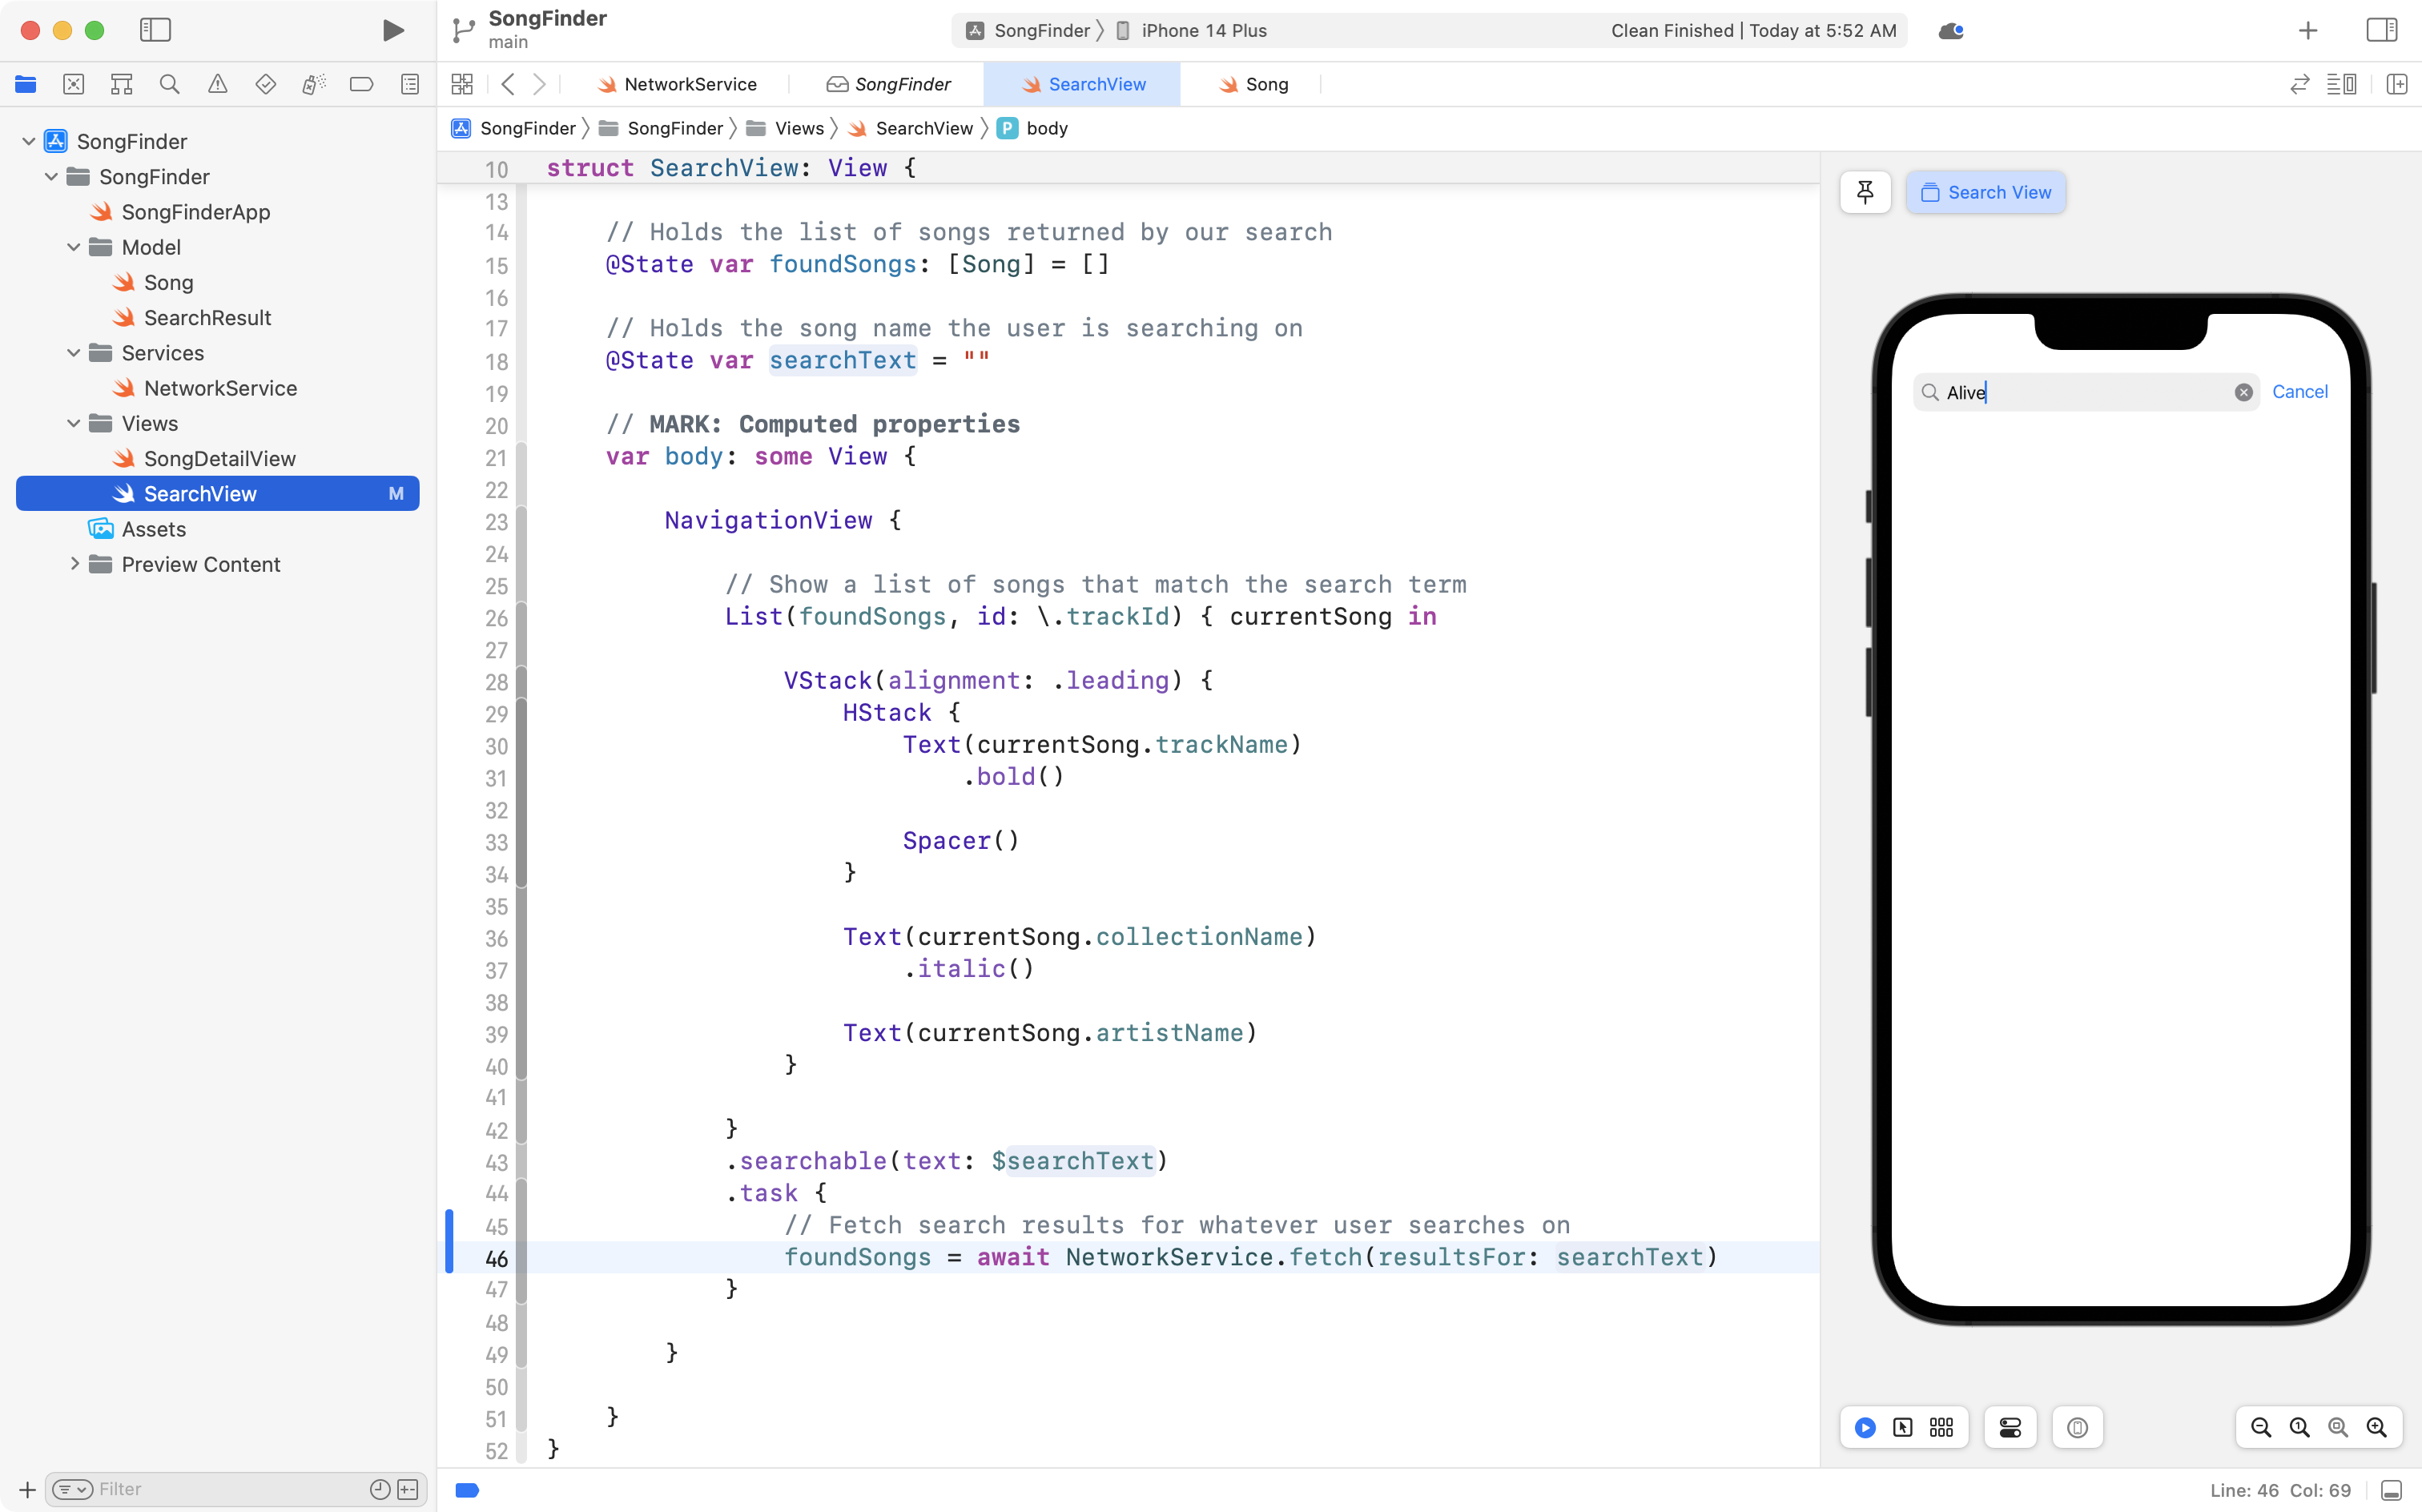 SongFinder
main
SongFinder
iPhone 14 Plus
Clean Finished | Today at 5:52 AM
NetworkService
SongFinder
SearchView
Song
SongFinder
SongFinder
Views
SearchView
P
body
SongFinder
SongFinder
SongFinderApp
Model
Song
SearchResult
Services
NetworkService
Views
SongDetailView
SearchView M
Assets
Preview Content
Filter
10 struct SearchView: View {
13
14 // Holds the list of songs returned by our search
15 @State var foundSongs: [Song] = []
16
17 // Holds the song name the user is searching on
18 @State var searchText = ""
19
20 // MARK: Computed properties
21 var body: some View {
22
23 NavigationView {
24
25 // Show a list of songs that match the search term
26 List(foundSongs, id: \.trackId) { currentSong in
27
28 VStack(alignment: .leading) {
29 HStack {
30 Text(currentSong.trackName)
31 .bold()
32
33 Spacer()
34 }
35
36 Text(currentSong.collectionName)
37 .italic()
38
39 Text(currentSong.artistName)
40 }
41
42 }
43 .searchable(text: $searchText)
44 .task {
45 // Fetch search results for whatever user searches on
46 foundSongs = await NetworkService.fetch(resultsFor: searchText)
47 }
48
49 }
50
51 }
52 }
Search View
Alive
Cancel
Line: 46 Col: 69